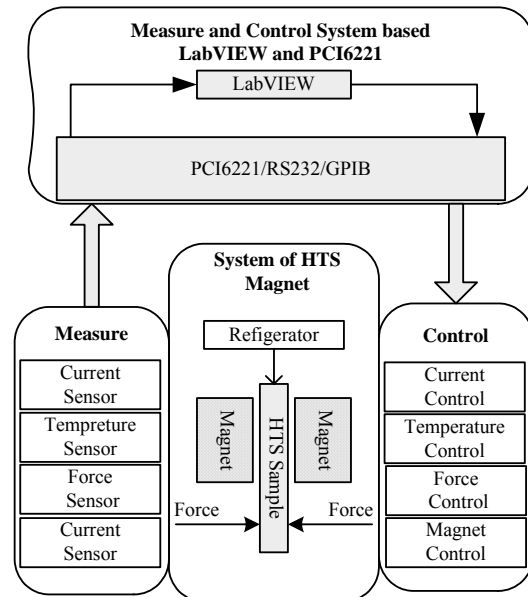 Measure and Control System based
LabVIEW and PCI6221
LabVIEW
PCI6221/RS232/GPIB
System of HTS
Magnet
Refigerator
Magnet
HTS Sample
Magnet
Force
Force
Measure
Current
Sensor
Tempreture
Sensor
Force
Sensor
Current
Sensor
Control
Current
Control
Temperature
Control
Force
Control
Magnet
Control